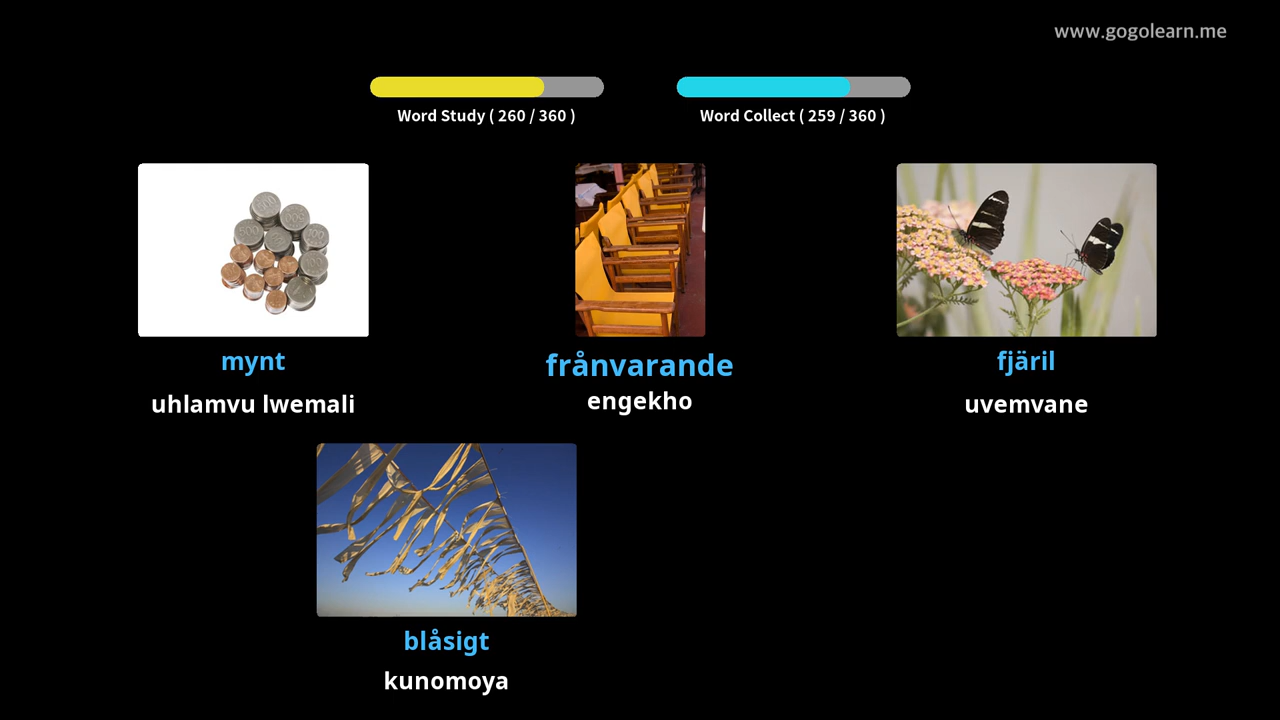 www.gogolearn.me
Word Study ( 260 / 360 )
Word Collect ( 259 / 360 )
mynt
frånvarande
fjäril
uhlamvu lwemali
engekho
uvemvane
blåsigt
kunomoya